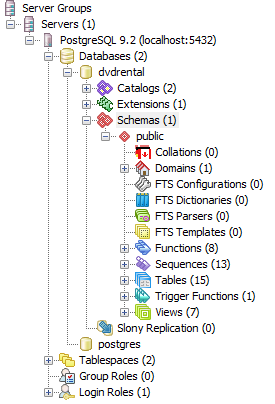 Server Groups
Servers (1)
PostgreSQL 9.2 (localhost:5432)
Databases (2)
dvdrental
Catalogs (2)
Extensions (1)
Schemas (1)
public
Collations (0)
Domains (1)
FTS Configurations (0)
FTS Dictionaries (0)
FTS Parsers (0)
FTS Templates (0)
Functions (8)
Sequences (13)
Tables (15)
Trigger Functions (1)
Views (7)
Slony Replication (0)
postgres
Tablespaces (2)
Group Roles (0)
Login Roles (1)